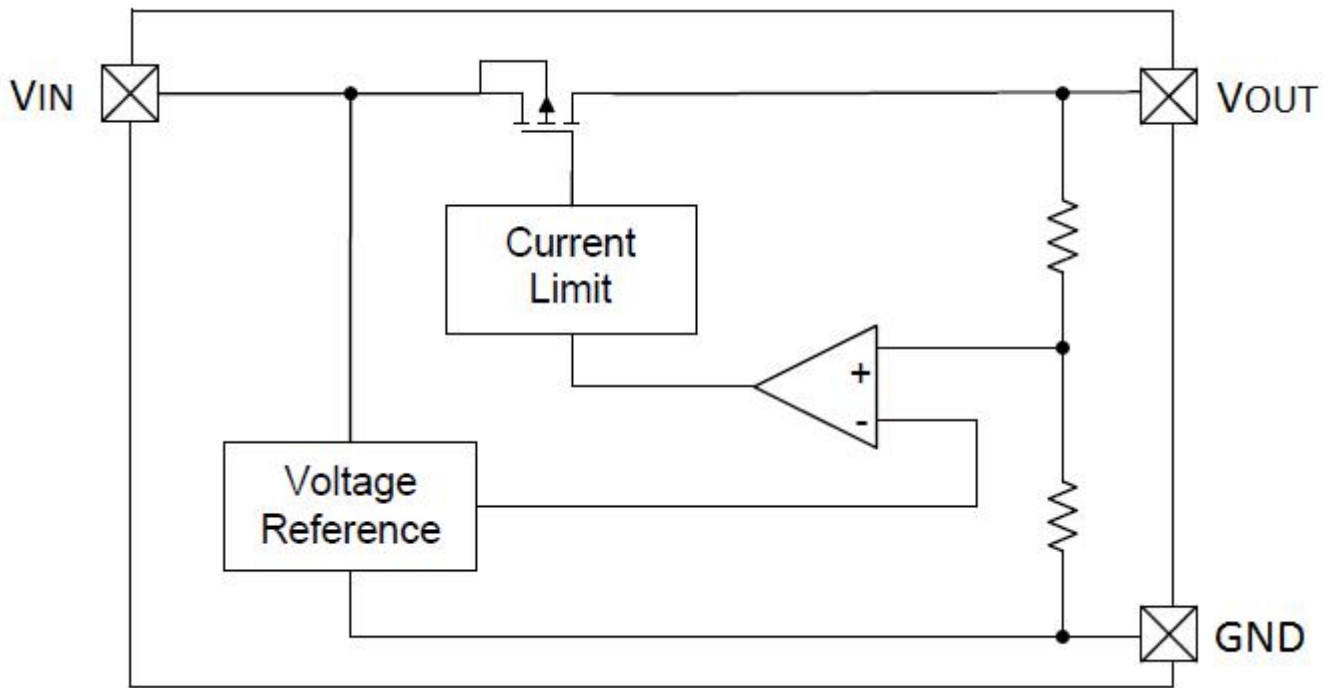 VIN
VOUT
Current
Limit
+
-
Voltage
Reference
GND